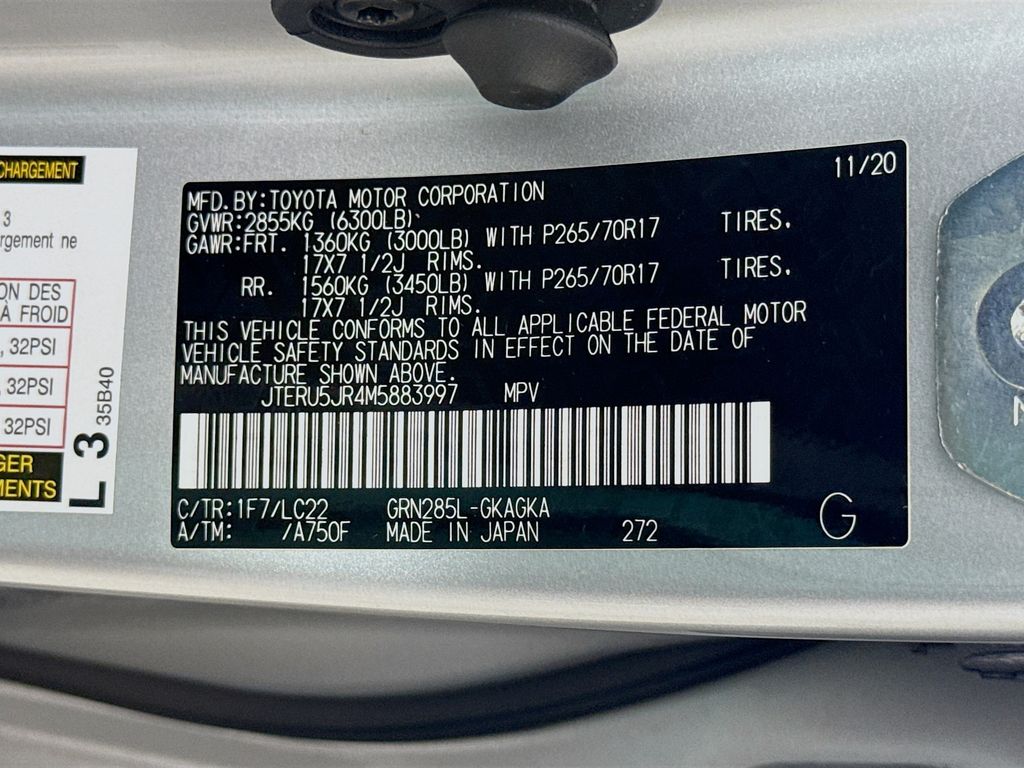 CHARGEMENT
3
rgement ne
ON DES
À FROID
, 32PSI
, 32PSI
, 32PSI
GER
MENTS
L 3
35B40
11/20
MFD.BY:TOYOTA MOTOR CORPORATION
GVWR:2855KG (6300LB)
GAWR:FRT. 1360KG (3000LB) WITH P265/70R17 TIRES.
17X7 1/2J RIMS.
RR. 1560KG (3450LB) WITH P265/70R17 TIRES.
17X7 1/2J RIMS.
THIS VEHICLE CONFORMS TO ALL APPLICABLE FEDERAL MOTOR
VEHICLE SAFETY STANDARDS IN EFFECT ON THE DATE OF
MANUFACTURE SHOWN ABOVE.
JTERU5JR4M5883997 MPV
C/TR:1F7/LC22 GRN285L-GKAGKA
A/TM: /A750F MADE IN JAPAN 272
G